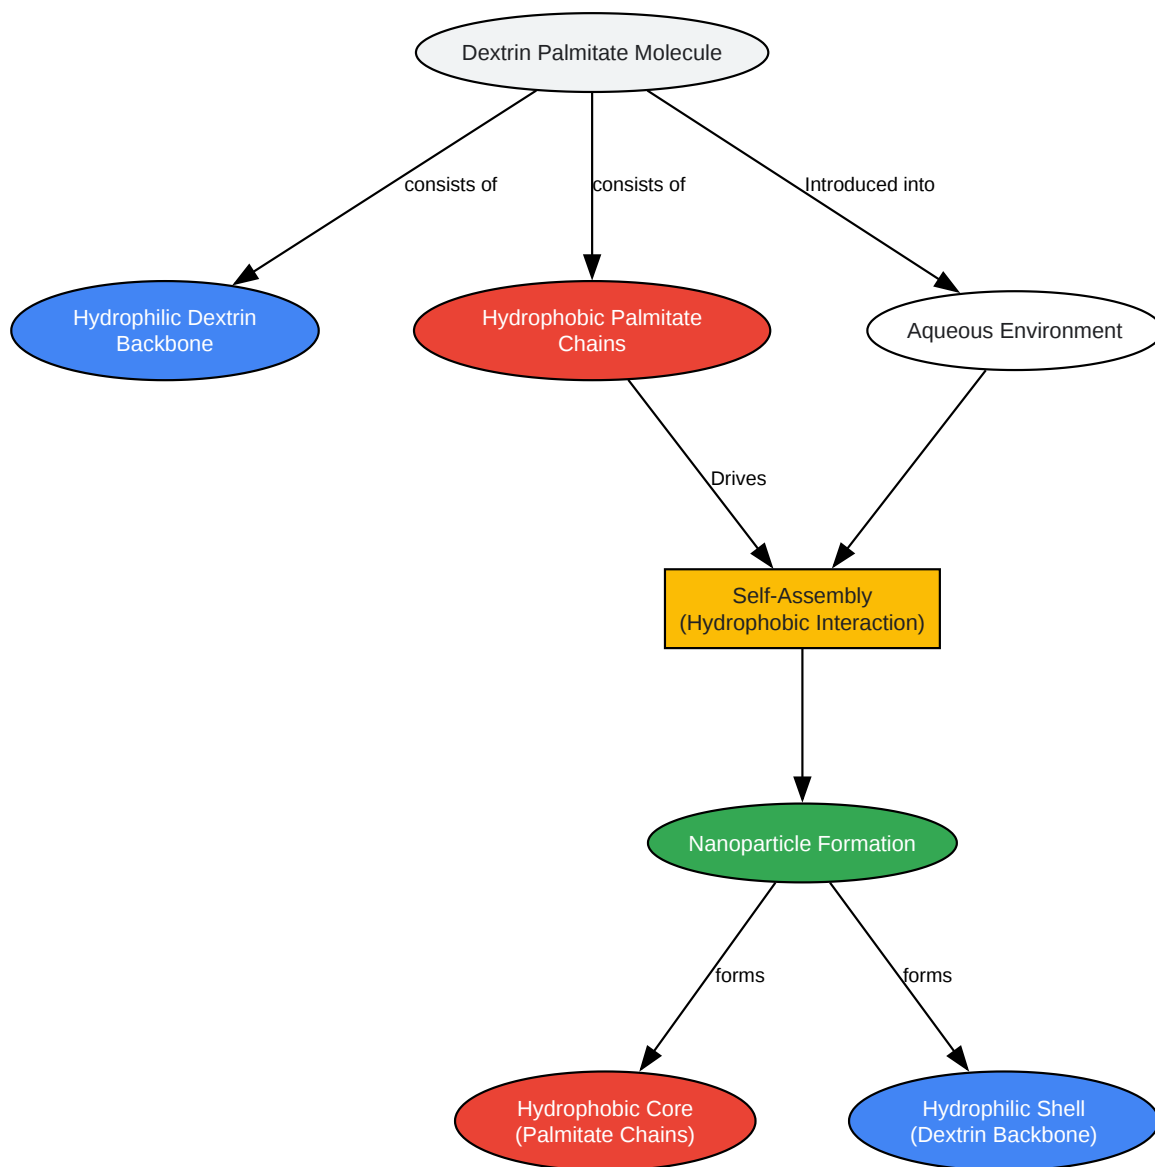 Dextrin Palmitate Molecule
consists of
consists of
Introduced into
Hydrophilic Dextrin
Backbone
Hydrophobic Palmitate
Chains
Aqueous Environment
Drives
Self-Assembly
(Hydrophobic Interaction)
Nanoparticle Formation
forms
forms
Hydrophobic Core
(Palmitate Chains)
Hydrophilic Shell
(Dextrin Backbone)